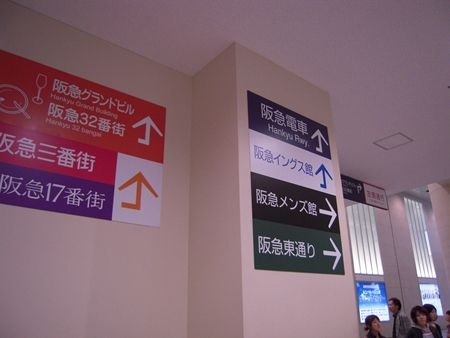 阪急グランドビル
Hankyu Grand Building
阪急32番街
Hankyu 32 bangai
阪急三番街
阪急17番街
阪急電車
Hankyu Rwy.
阪急イングス館
阪急メンズ館
阪急東通り